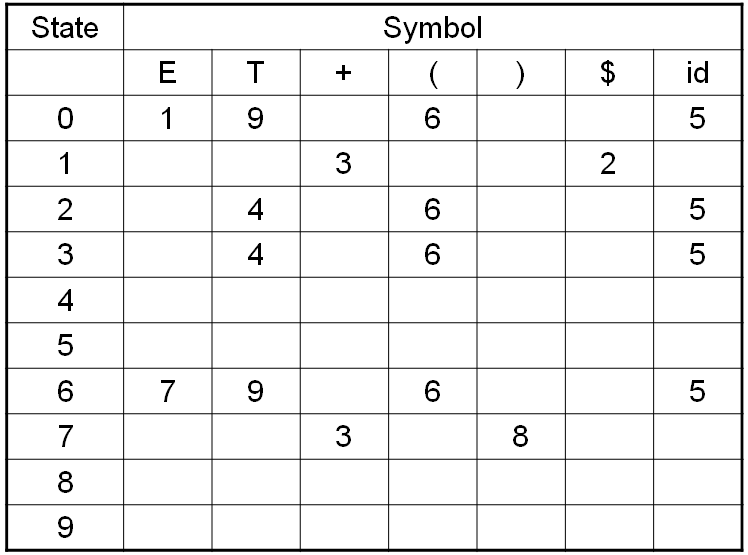 State Symbol
E T + ( ) $ id
0 1 9 6 5
1 3 2
2 4 6 5
3 4 6 5
4
5
6 7 9 6 5
7 3 8
8
9